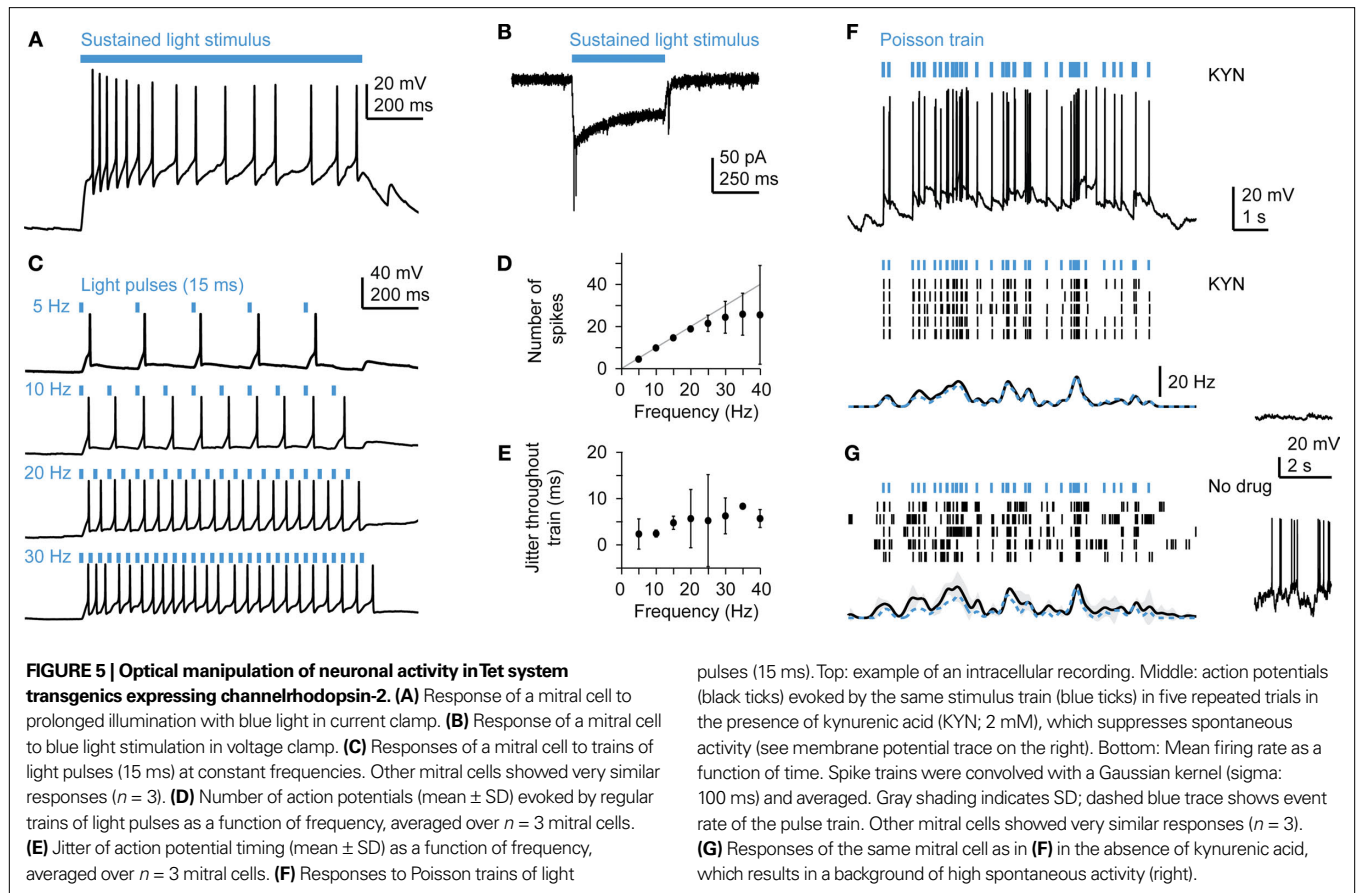 A
Sustained light stimulus
20 mV
200 ms
B
Sustained light stimulus
50 pA
250 ms
C
Light pulses (15 ms)
40 mV
200 ms
5 Hz
10 Hz
20 Hz
30 Hz
D
Number of
spikes
40
20
0
0 10 20 30 40
Frequency (Hz)
E
Jitter throughout
train (ms)
20
10
0
0 10 20 30 40
Frequency (Hz)
F
Poisson train
KYN
20 mV
1 s
KYN
20 Hz
20 mV
2 s
G
No drug
FIGURE 5 | Optical manipulation of neuronal activity in Tet system
transgenics expressing channelrhodopsin-2. (A) Response of a mitral cell to
prolonged illumination with blue light in current clamp. (B) Response of a mitral cell
to blue light stimulation in voltage clamp. (C) Responses of a mitral cell to trains of
light pulses (15 ms) at constant frequencies. Other mitral cells showed very similar
responses (n = 3). (D) Number of action potentials (mean ± SD) evoked by regular
trains of light pulses as a function of frequency, averaged over n = 3 mitral cells.
(E) Jitter of action potential timing (mean ± SD) as a function of frequency,
averaged over n = 3 mitral cells. (F) Responses to Poisson trains of light
pulses (15 ms). Top: example of an intracellular recording. Middle: action potentials
(black ticks) evoked by the same stimulus train (blue ticks) in five repeated trials in
the presence of kynurenic acid (KYN; 2 mM), which suppresses spontaneous
activity (see membrane potential trace on the right). Bottom: Mean firing rate as a
function of time. Spike trains were convolved with a Gaussian kernel (sigma:
100 ms) and averaged. Gray shading indicates SD; dashed blue trace shows event
rate of the pulse train. Other mitral cells showed very similar responses (n = 3).
(G) Responses of the same mitral cell as in (F) in the absence of kynurenic acid,
which results in a background of high spontaneous activity (right).